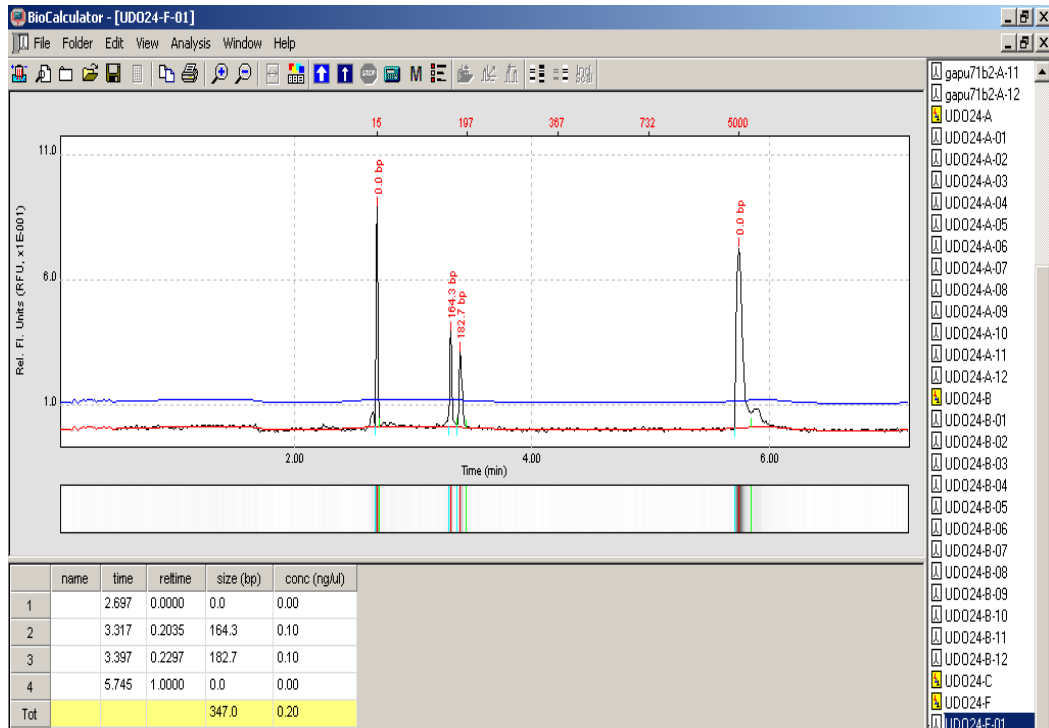 BioCalculator - [UDO24-F-01]
File Folder Edit View Analysis Window Help
M
STOP
15 197 367 732 5000
11.0
6.0
1.0
Rel. Fl. Units (RFU, x1E-001)
0.0 bp
164.3 bp
182.7 bp
0.0 bp
2.00 4.00 6.00
Time (min)
name time reltime size (bp) conc (ng/ul)
1 2.697 0.0000 0.0 0.00
2 3.317 0.2035 164.3 0.10
3 3.397 0.2297 182.7 0.10
4 5.745 1.0000 0.0 0.00
Tot 347.0 0.20
gapu71b2-A-11
gapu71b2-A-12
UDO24-A
UDO24-A-01
UDO24-A-02
UDO24-A-03
UDO24-A-04
UDO24-A-05
UDO24-A-06
UDO24-A-07
UDO24-A-08
UDO24-A-09
UDO24-A-10
UDO24-A-11
UDO24-A-12
UDO24-B
UDO24-B-01
UDO24-B-02
UDO24-B-03
UDO24-B-04
UDO24-B-05
UDO24-B-06
UDO24-B-07
UDO24-B-08
UDO24-B-09
UDO24-B-10
UDO24-B-11
UDO24-B-12
UDO24-C
UDO24-F
UDO24-F-01